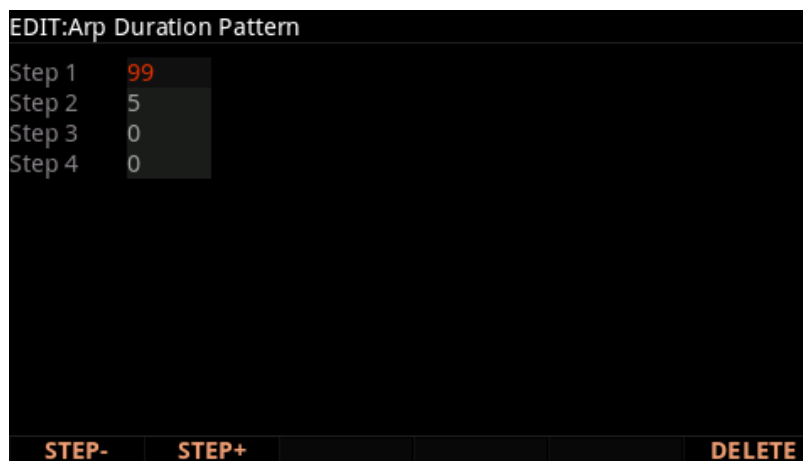 EDIT:Arp Duration Pattern
Step 1 99
Step 2 5
Step 3 0
Step 4 0
STEP- STEP+ DELETE